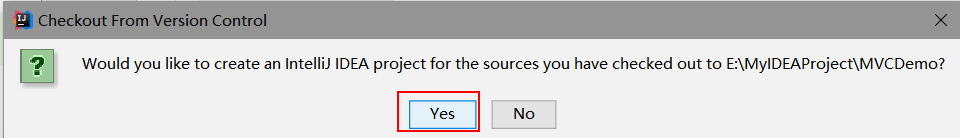 Checkout From Version Control
Would you like to create an IntelliJ IDEA project for the sources you have checked out to E:\MyIDEAProject\MVCDemo?
Yes
No